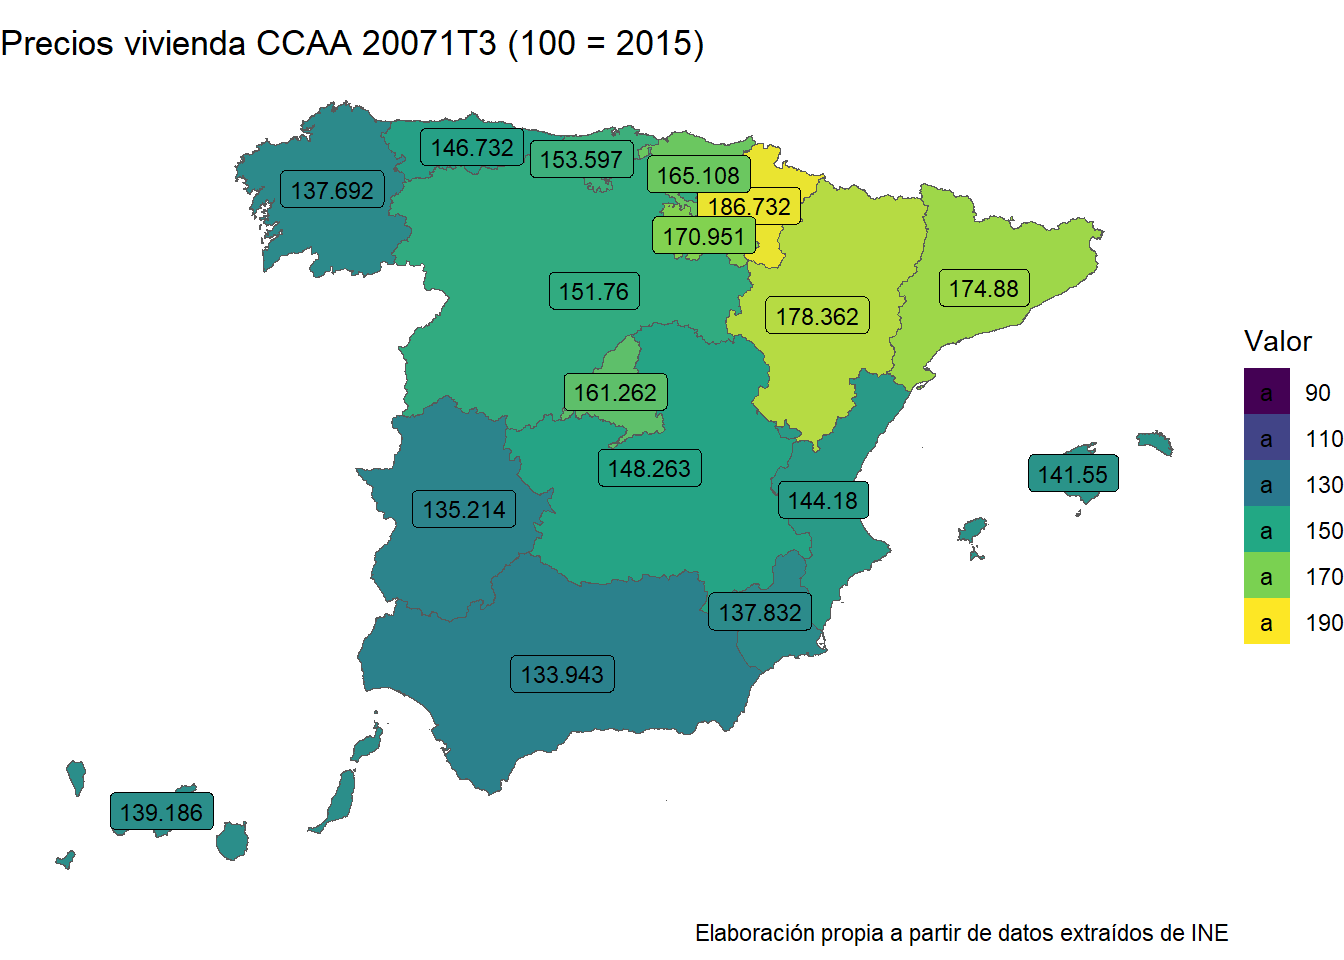 Precios vivienda CCAA 20071T3 (100 = 2015)
146.732
153.597
165.108
137.692
186.732
170.951
151.76
174.88
178.362
161.262
148.263
141.55
144.18
135.214
137.832
133.943
139.186
Valor
a 90
a 110
a 130
a 150
a 170
a 190
Elaboración propia a partir de datos extraídos de INE